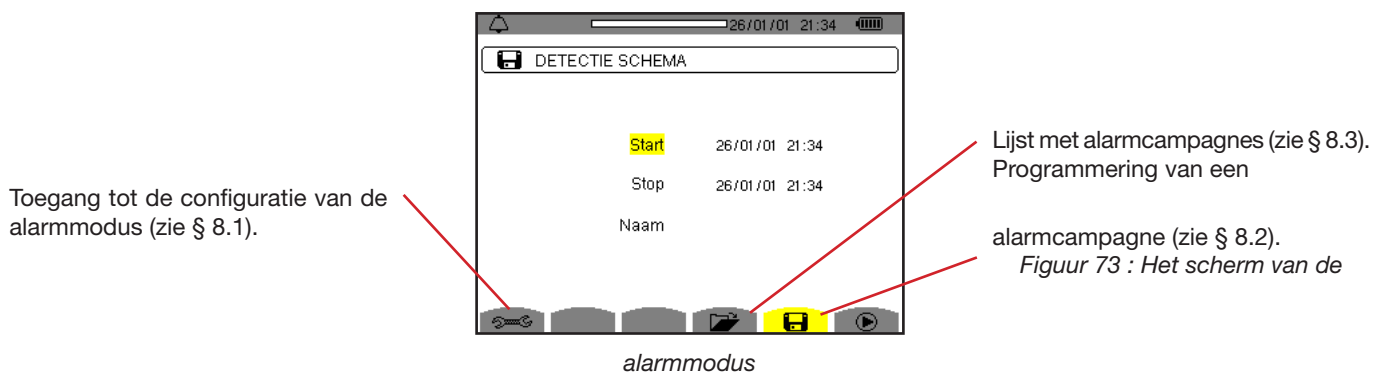 26/01/01 21:34
DETECTIE SCHEMA
Start 26/01/01 21:34
Stop 26/01/01 21:34
Naam
Toegang tot de configuratie van de
alarmmodus (zie § 8.1).
Lijst met alarmcampagnes (zie § 8.3).
Programmering van een
alarmcampagne (zie § 8.2).
Figuur 73 : Het scherm van de
alarmmodus